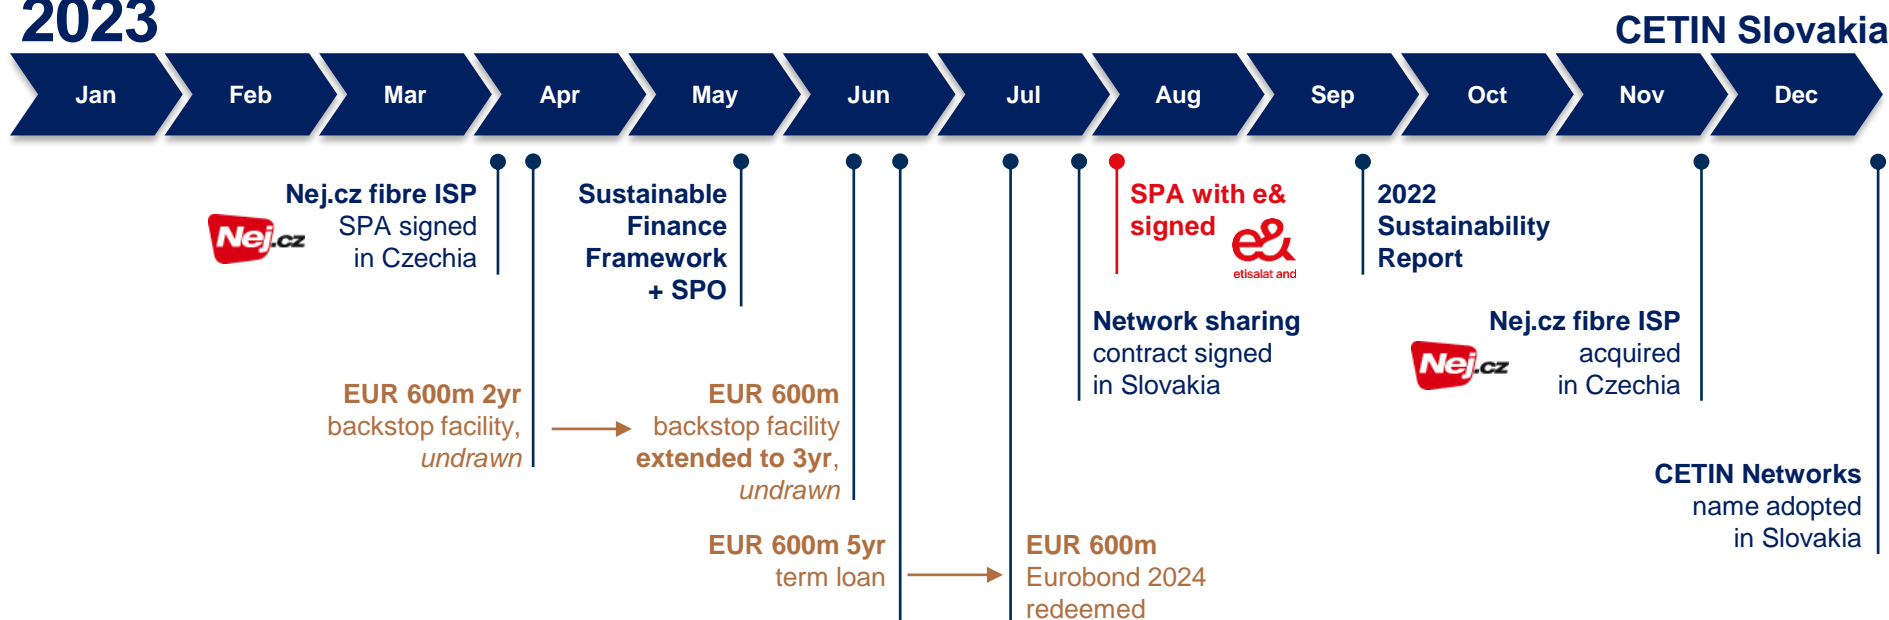 2023
CETIN Slovakia
Jan
Feb
Mar
Apr
May
Jun
Jul
Aug
Sep
Oct
Nov
Dec
Nej.cz fibre ISP
SPA signed
in Czechia
Nej.cz
Sustainable
Finance
Framework
+ SPO
SPA with e&
signed
e&
etisalat and
2022
Sustainability
Report
Network sharing
contract signed
in Slovakia
Nej.cz fibre ISP
acquired
in Czechia
Nej.cz
EUR 600m 2yr
backstop facility,
undrawn
EUR 600m
backstop facility
extended to 3yr,
undrawn
CETIN Networks
name adopted
in Slovakia
EUR 600m 5yr
term loan
EUR 600m
Eurobond 2024
redeemed